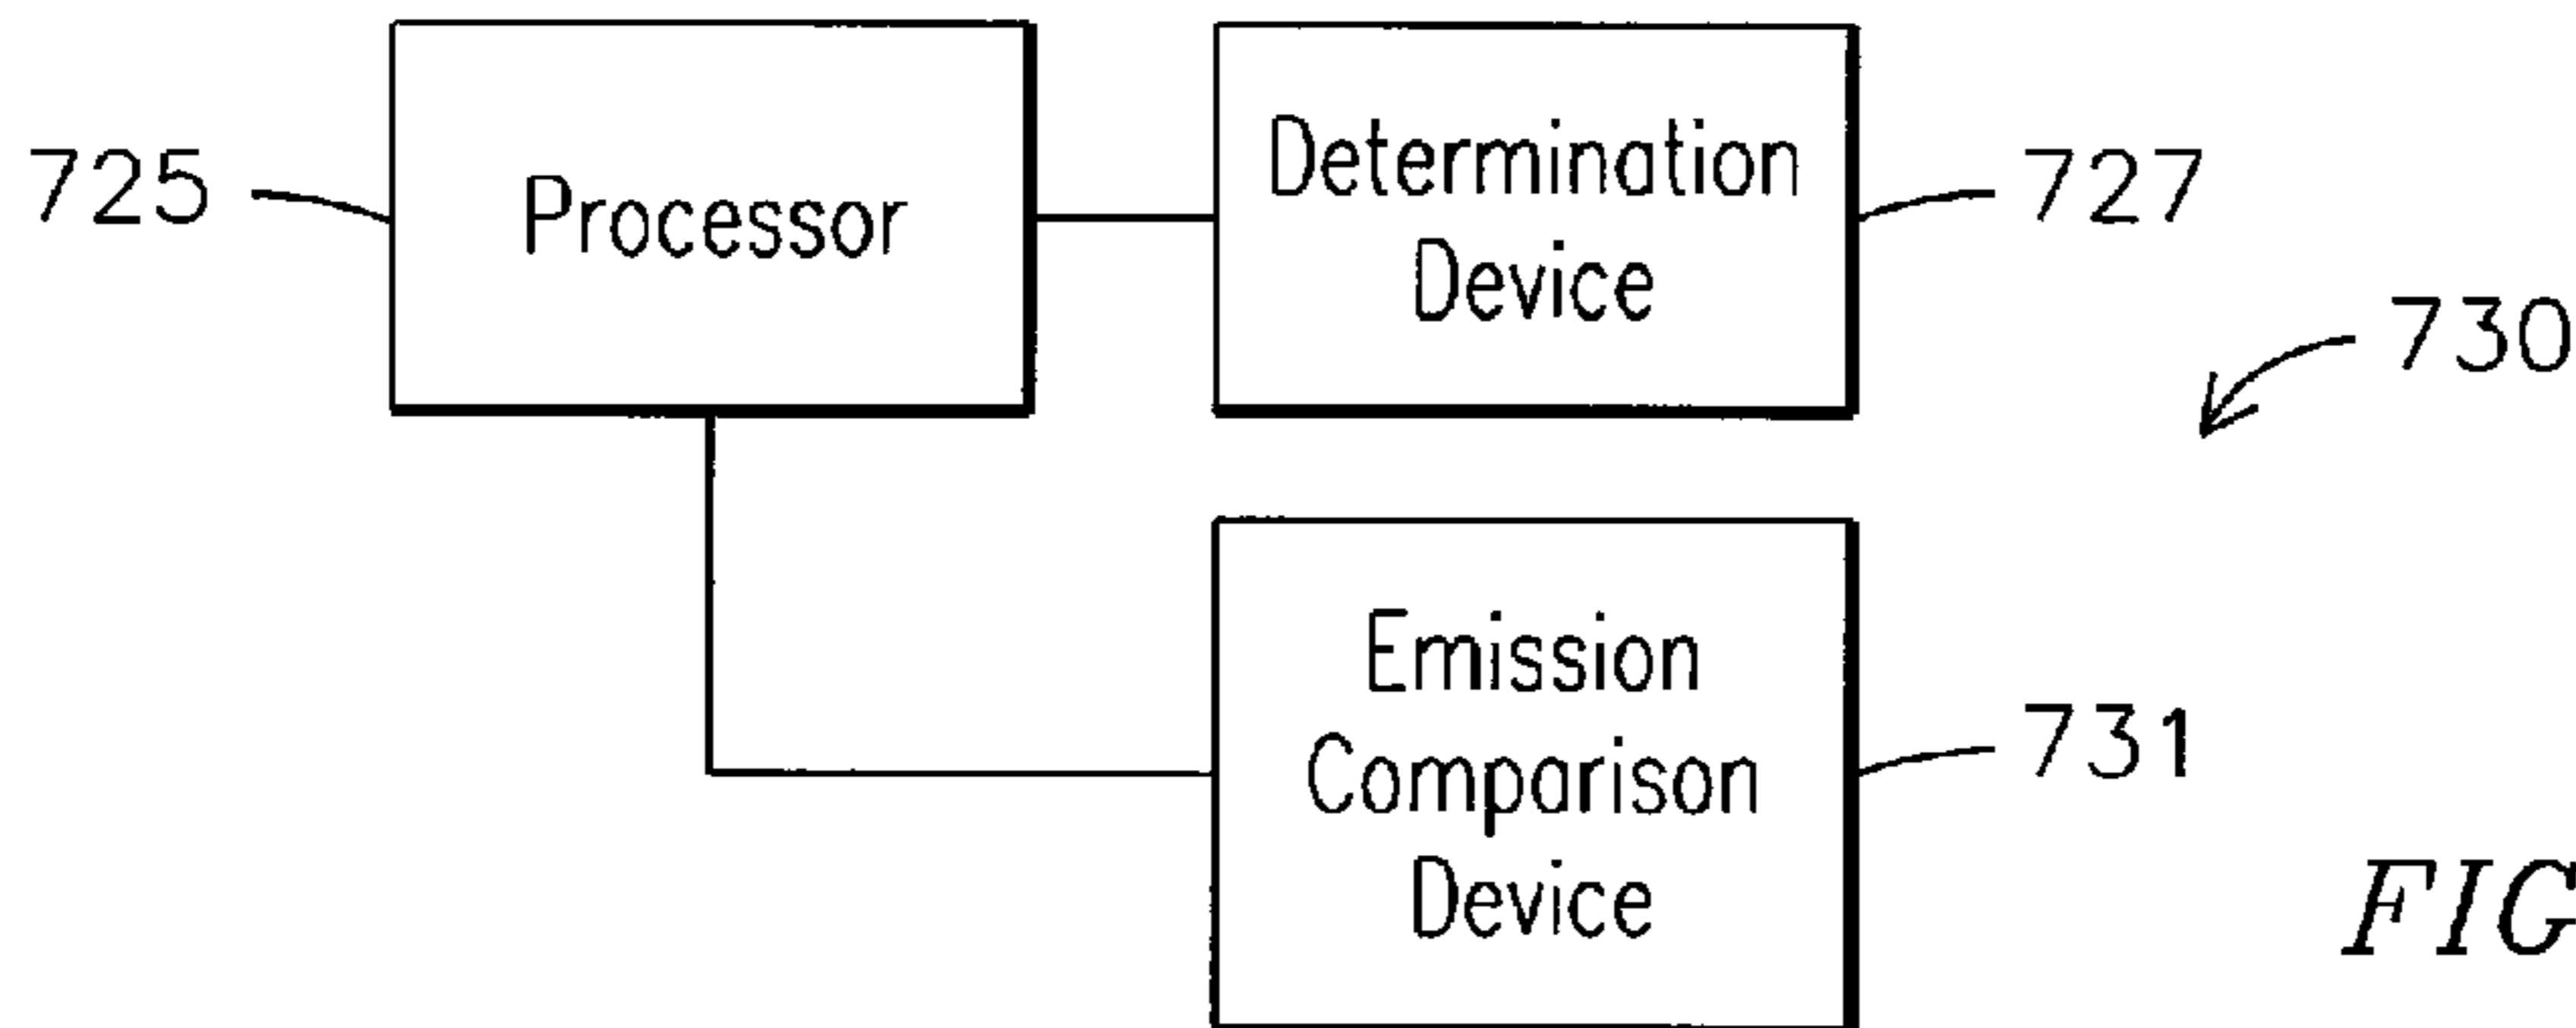 725
Processor
Determination
Device
727
730
Emission
Comparison
Device
731
FIG